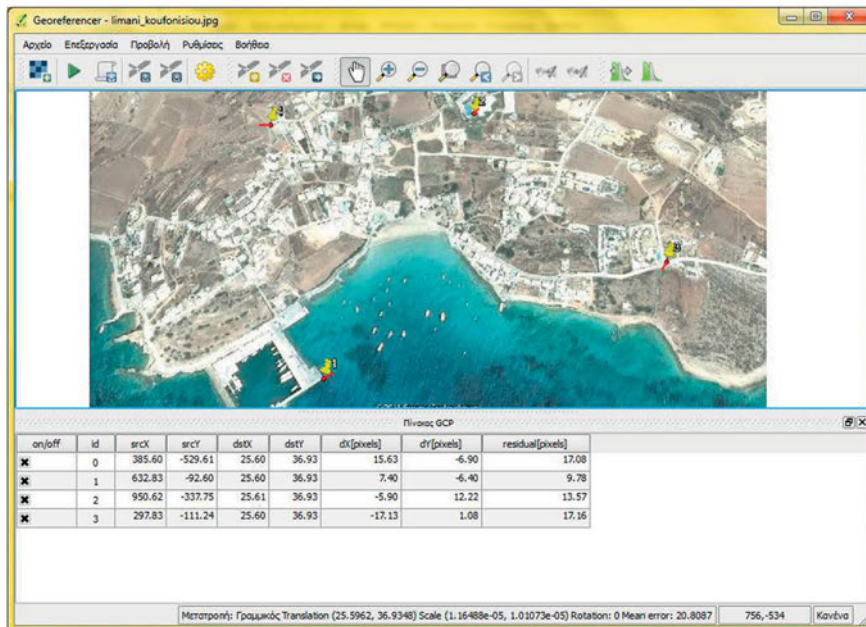 Georeferencer - limani_koufonisiou.jpg
Αρχείο Επεξεργασία Προβολή Ρυθμίσεις Βοήθεια
1
Πίνακας GCP
on/off id srcX srcY dstX dstY dX[pixels] dY[pixels] residual[pixels]
0 385.60 -529.61 25.60 36.93 15.63 -6.90 17.08
1 632.83 -92.60 25.60 36.93 7.40 -6.40 9.78
2 950.62 -337.75 25.61 36.93 -5.90 12.22 13.57
3 297.83 -111.24 25.60 36.93 -17.13 1.08 17.16
Μετατροπή: Γραμμικός Translation (25.5962, 36.9348) Scale (1.16488e-05, 1.01073e-05) Rotation: 0 Mean error: 20.8087 756,-534 Κανένα